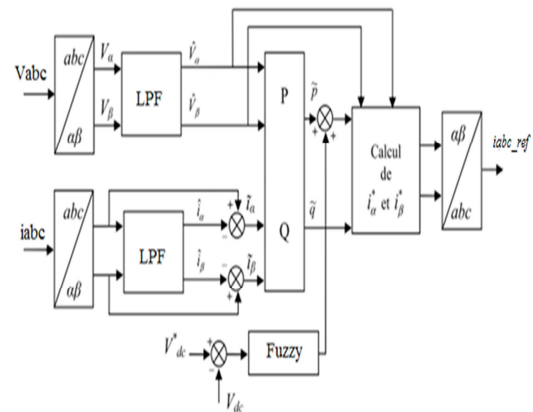 Vabc
abc
αβ
Vα
Vβ
LPF
V̂α
V̂β
P
Q
p̃
+
+
q̃
Calcul
de
i*α et i*β
αβ
abc
iabc_ref
iabc
abc
αβ
LPF
îα
îβ
+
−
ĩα
−
+
ĩβ
V*dc
+
−
Vdc
Fuzzy